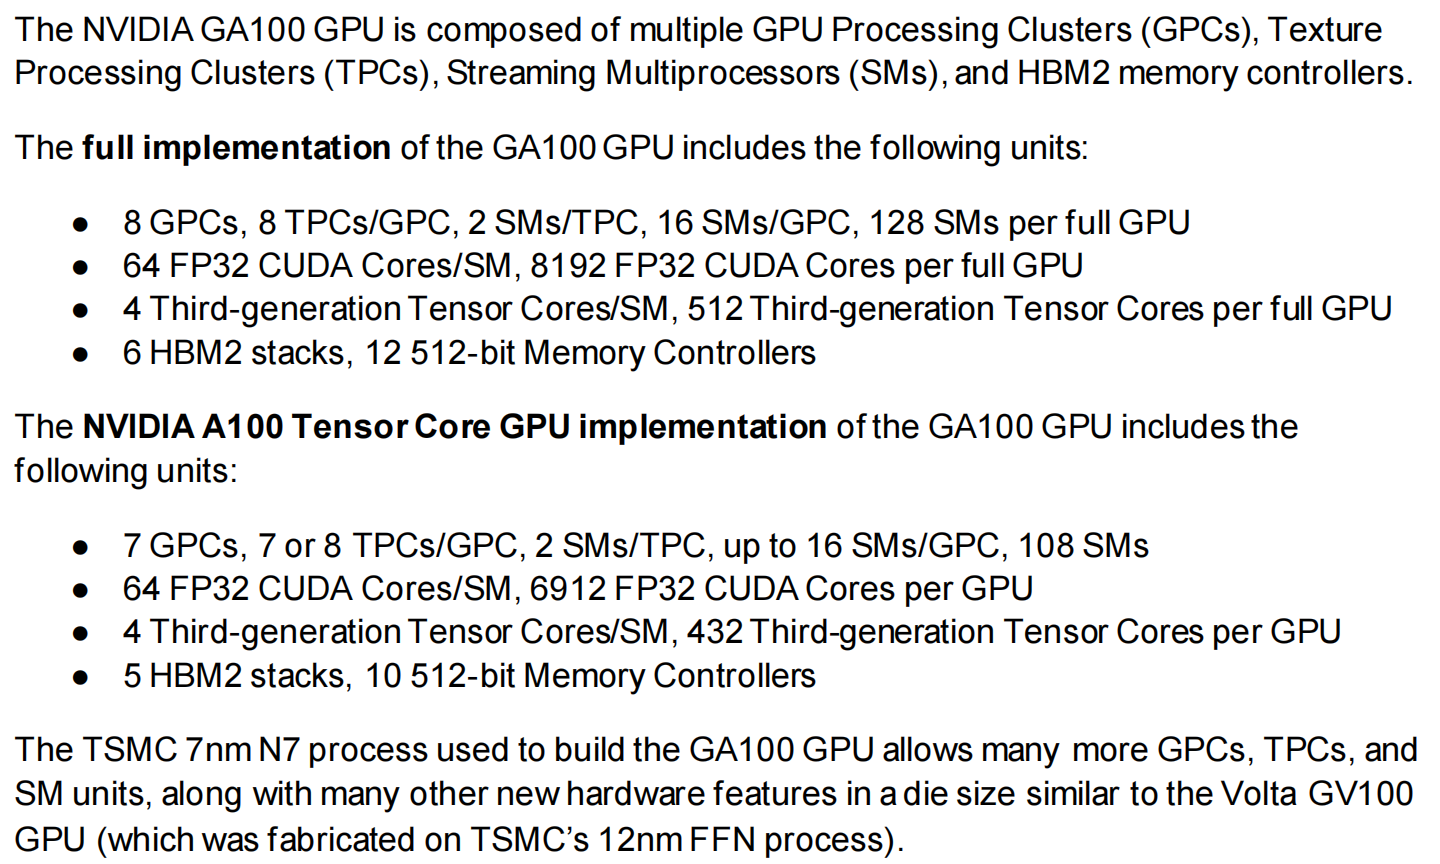 The NVIDIA GA100 GPU is composed of multiple GPU Processing Clusters (GPCs), Texture
Processing Clusters (TPCs), Streaming Multiprocessors (SMs), and HBM2 memory controllers.
The full implementation of the GA100 GPU includes the following units:
● 8 GPCs, 8 TPCs/GPC, 2 SMs/TPC, 16 SMs/GPC, 128 SMs per full GPU
● 64 FP32 CUDA Cores/SM, 8192 FP32 CUDA Cores per full GPU
● 4 Third-generation Tensor Cores/SM, 512 Third-generation Tensor Cores per full GPU
● 6 HBM2 stacks, 12 512-bit Memory Controllers
The NVIDIA A100 Tensor Core GPU implementation of the GA100 GPU includes the
following units:
● 7 GPCs, 7 or 8 TPCs/GPC, 2 SMs/TPC, up to 16 SMs/GPC, 108 SMs
● 64 FP32 CUDA Cores/SM, 6912 FP32 CUDA Cores per GPU
● 4 Third-generation Tensor Cores/SM, 432 Third-generation Tensor Cores per GPU
● 5 HBM2 stacks, 10 512-bit Memory Controllers
The TSMC 7nm N7 process used to build the GA100 GPU allows many more GPCs, TPCs, and
SM units, along with many other new hardware features in a die size similar to the Volta GV100
GPU (which was fabricated on TSMC’s 12nm FFN process).